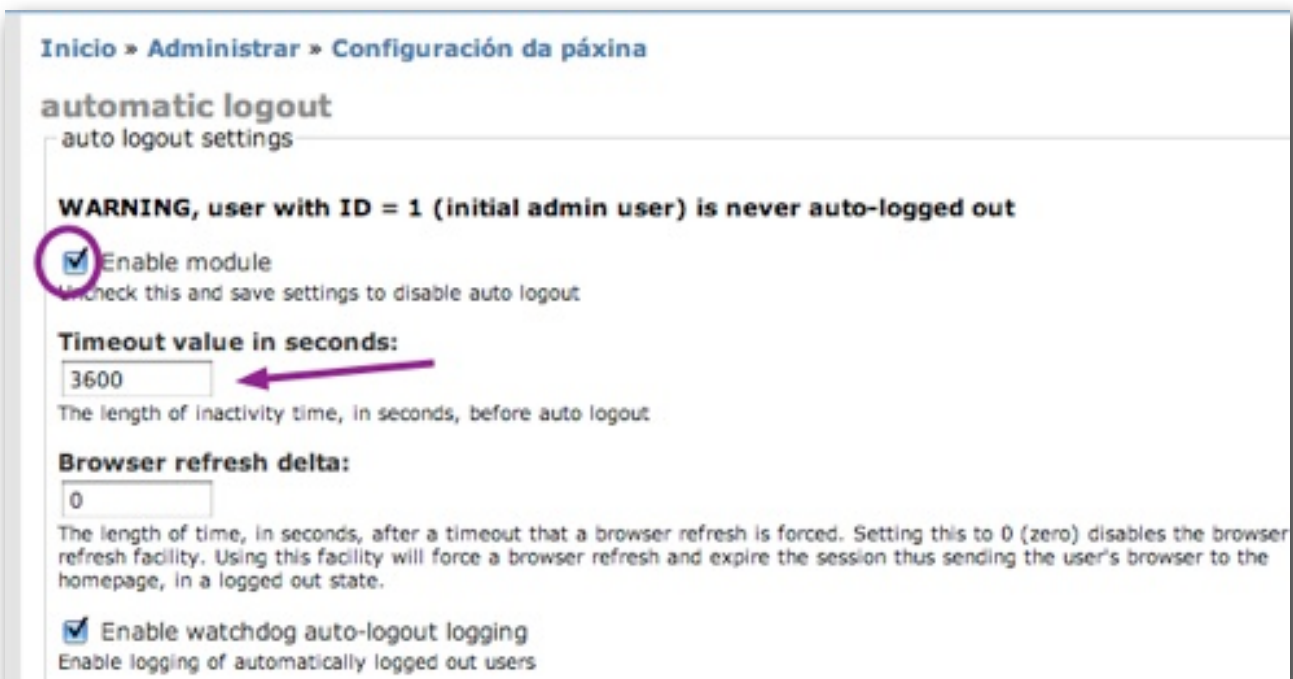 Inicio » Administrar » Configuración da páxina
automatic logout
auto logout settings
WARNING, user with ID = 1 (initial admin user) is never auto-logged out
Enable module
Uncheck this and save settings to disable auto logout
Timeout value in seconds:
3600
The length of inactivity time, in seconds, before auto logout
Browser refresh delta:
0
The length of time, in seconds, after a timeout that a browser refresh is forced. Setting this to 0 (zero) disables the browser
refresh facility. Using this facility will force a browser refresh and expire the session thus sending the user's browser to the
homepage, in a logged out state.
Enable watchdog auto-logout logging
Enable logging of automatically logged out users